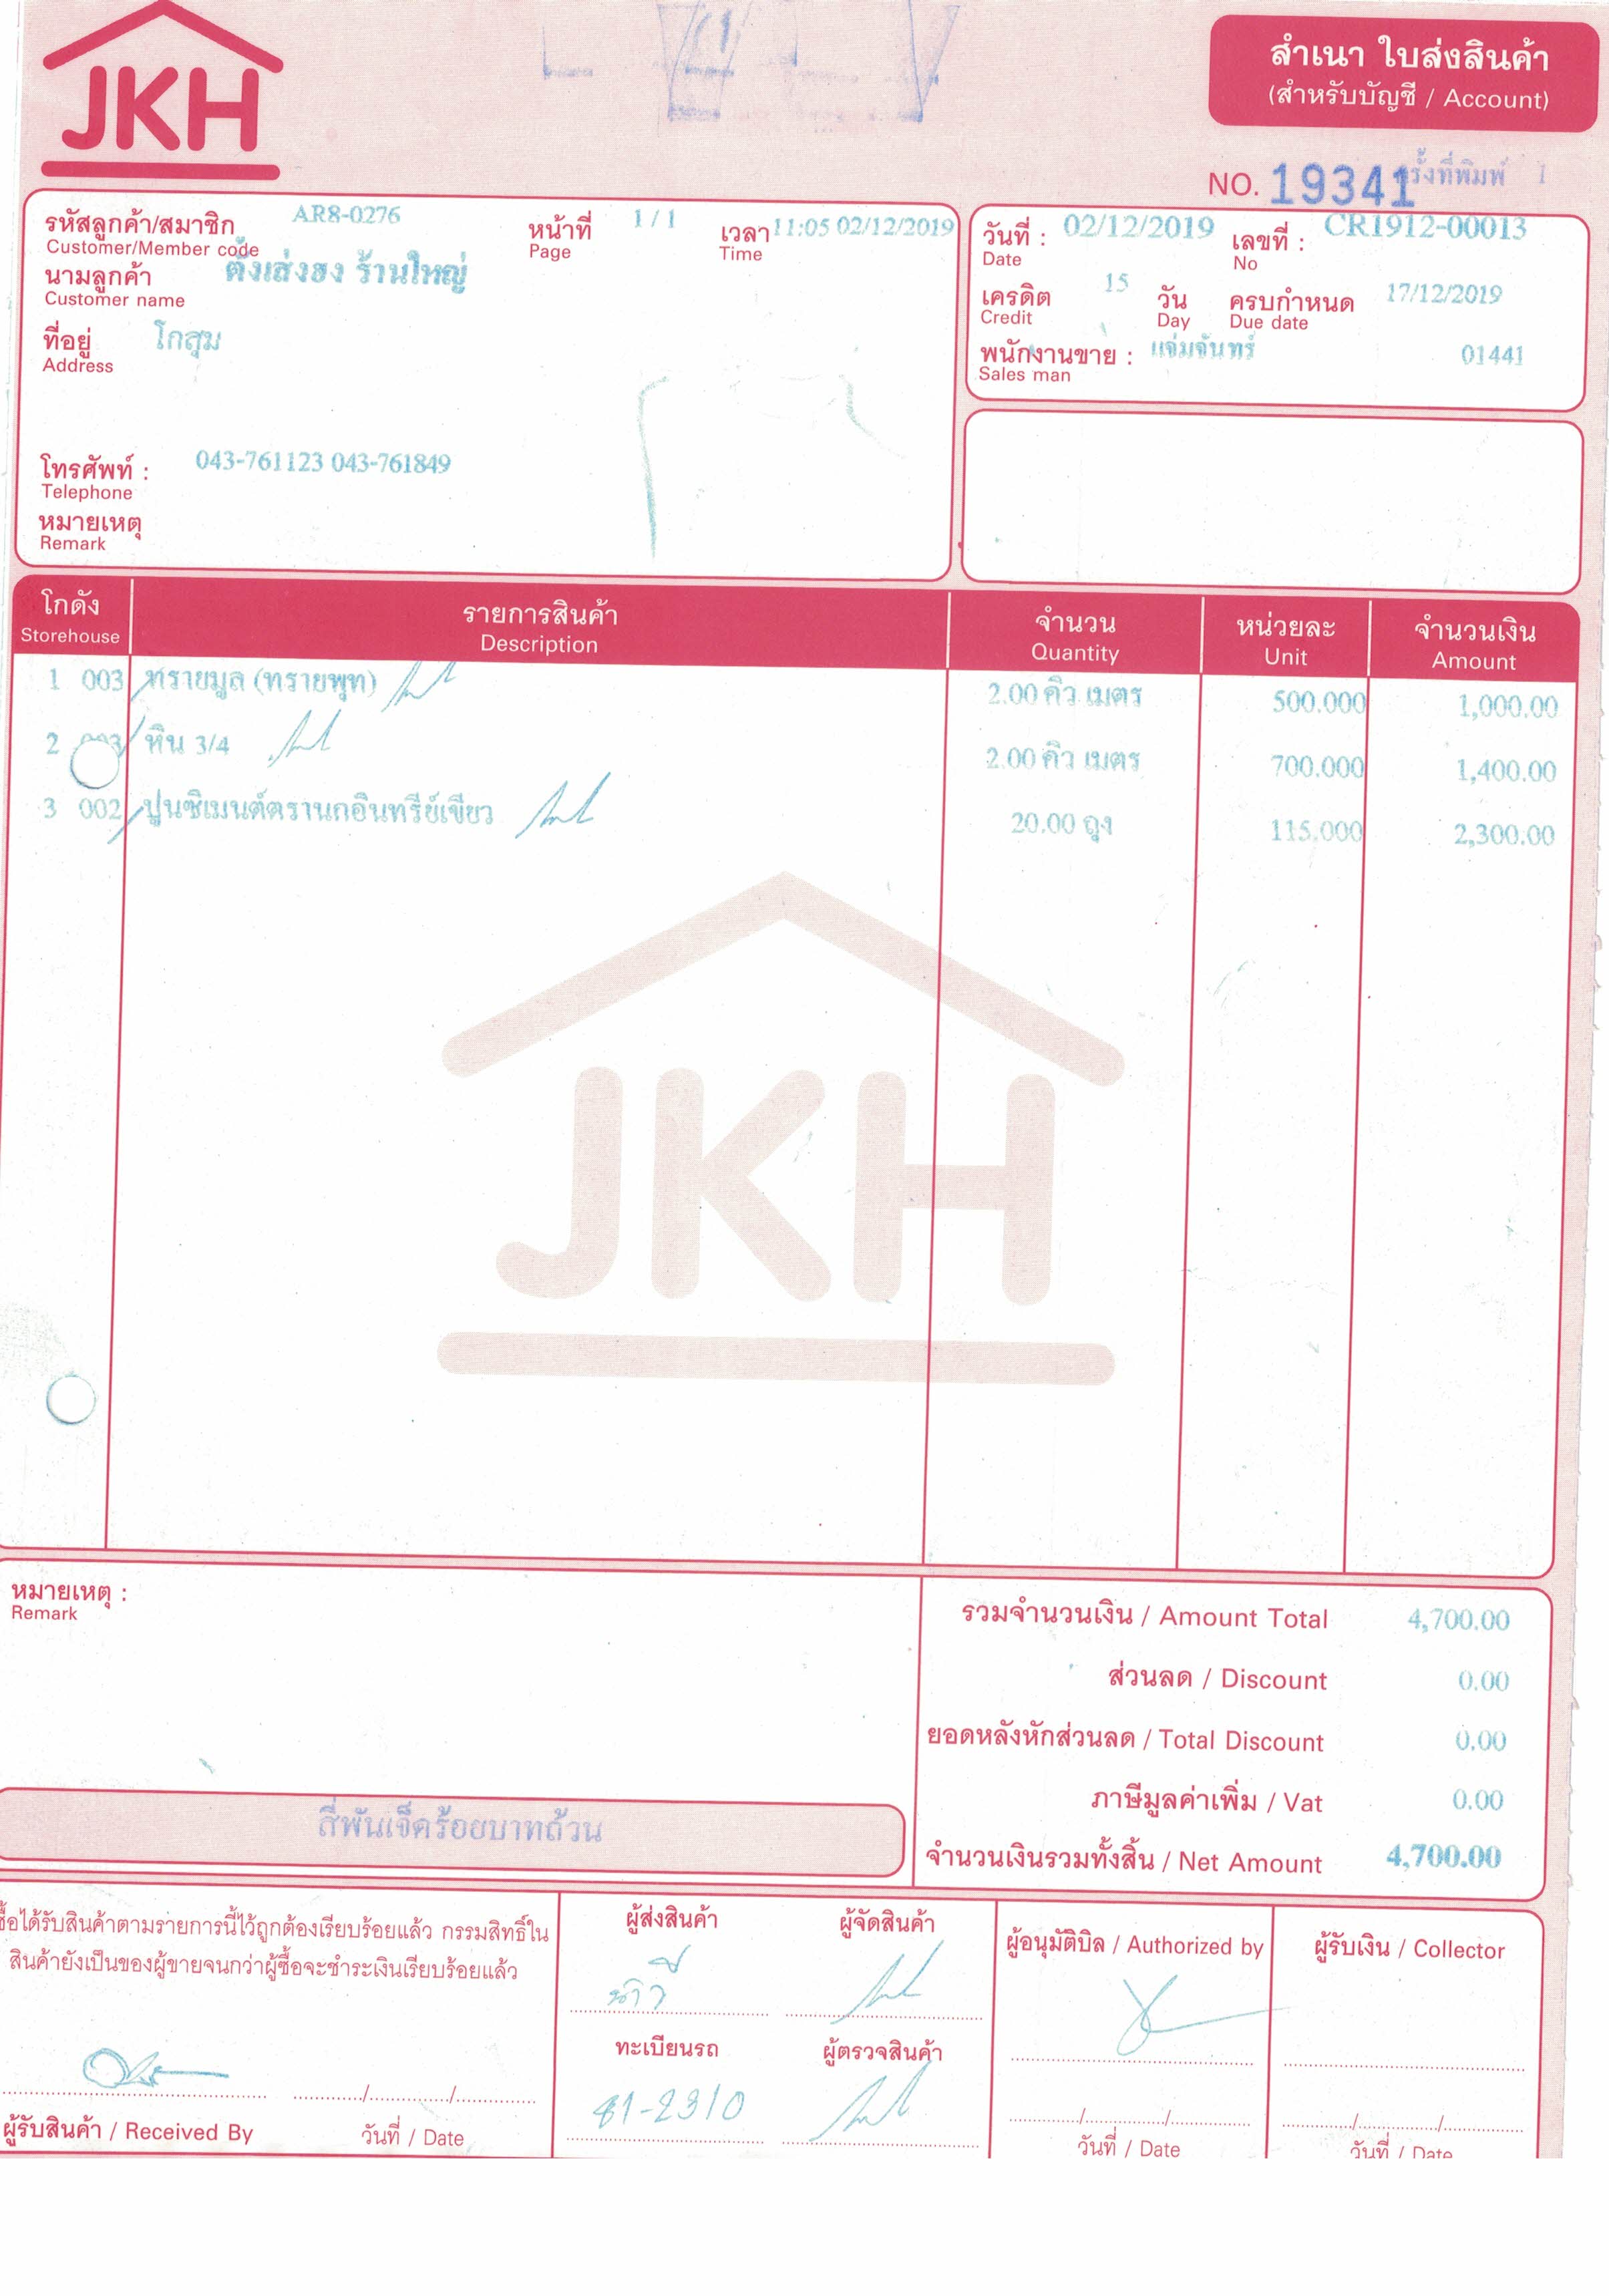 JKH
สำเนา ใบส่งสินค้า
(สำหรับบัญชี / Account)
NO. 19341 ครั้งที่พิมพ์ 1
รหัสลูกค้า/สมาชิก AR8-0276 หน้าที่ 1 / 1 เวลา 11:05 02/12/2019
Customer/Member code Page Time
นามลูกค้า ตั้งเส่งฮง ร้านใหญ่
Customer name
ที่อยู่ โกสุม
Address
โทรศัพท์ : 043-761123 043-761849
Telephone
หมายเหตุ
Remark
วันที่ : 02/12/2019 เลขที่ : CR1912-00013
Date No
เครดิต 15 วัน ครบกำหนด 17/12/2019
Credit Day Due date
พนักงานขาย : แจ่มจันทร์ 01441
Sales man
โกดัง รายการสินค้า จำนวน หน่วยละ จำนวนเงิน
Storehouse Description Quantity Unit Amount
1 003 ทรายมูล (ทรายพุท) 2.00 คิว เมตร 500.000 1,000.00
2 003 หิน 3/4 2.00 คิว เมตร 700.000 1,400.00
3 002 ปูนซิเมนต์ตรานกอินทรีย์เขียว 20.00 ถุง 115.000 2,300.00
JKH
หมายเหตุ :
Remark
รวมจำนวนเงิน / Amount Total 4,700.00
ส่วนลด / Discount 0.00
ยอดหลังหักส่วนลด / Total Discount 0.00
ภาษีมูลค่าเพิ่ม / Vat 0.00
สี่พันเจ็ดร้อยบาทถ้วน
จำนวนเงินรวมทั้งสิ้น / Net Amount 4,700.00
ซื้อได้รับสินค้าตามรายการนี้ไว้ถูกต้องเรียบร้อยแล้ว กรรมสิทธิ์ใน
สินค้ายังเป็นของผู้ขายจนกว่าผู้ซื้อจะชำระเงินเรียบร้อยแล้ว
ผู้รับสินค้า / Received By วันที่ / Date
ผู้ส่งสินค้า ผู้จัดสินค้า
ทะเบียนรถ ผู้ตรวจสินค้า
81-2310
ผู้อนุมัติบิล / Authorized by ผู้รับเงิน / Collector
วันที่ / Date วันที่ / Date